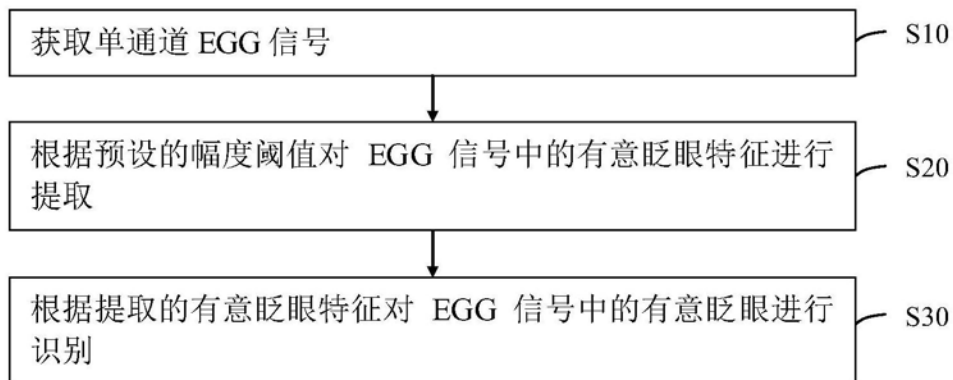 获取单通道 EGG 信号
S10
根据预设的幅度阈值对 EGG 信号中的有意眨眼特征进行
提取
S20
根据提取的有意眨眼特征对 EGG 信号中的有意眨眼进行
识别
S30